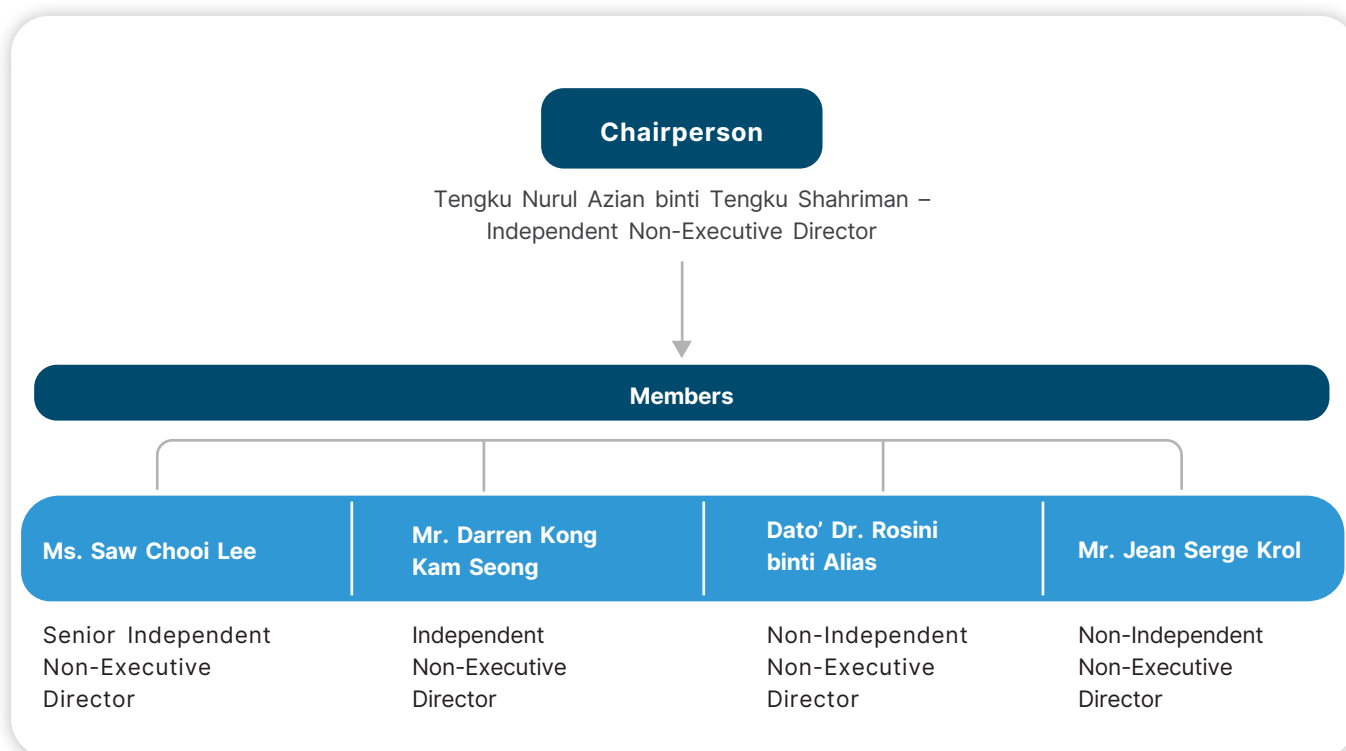 Chairperson
Tengku Nurul Azian binti Tengku Shahriman –
Independent Non-Executive Director
Members
Ms. Saw Chooi Lee
Mr. Darren Kong
Kam Seong
Dato’ Dr. Rosini
binti Alias
Mr. Jean Serge Krol
Senior Independent
Non-Executive
Director
Independent
Non-Executive
Director
Non-Independent
Non-Executive
Director
Non-Independent
Non-Executive
Director